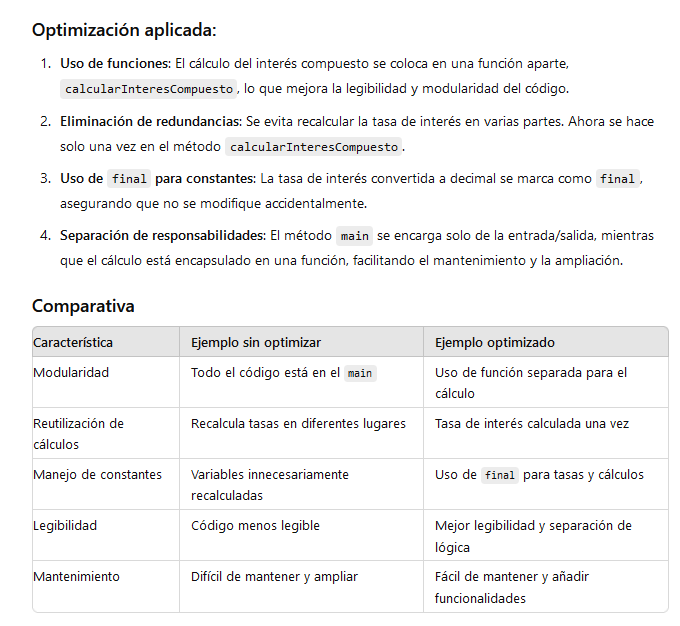 Optimización aplicada:
1. Uso de funciones: El cálculo del interés compuesto se coloca en una función aparte,
calcularInteresCompuesto, lo que mejora la legibilidad y modularidad del código.
2. Eliminación de redundancias: Se evita recalcular la tasa de interés en varias partes. Ahora se hace
solo una vez en el método calcularInteresCompuesto.
3. Uso de final para constantes: La tasa de interés convertida a decimal se marca como final,
asegurando que no se modifique accidentalmente.
4. Separación de responsabilidades: El método main se encarga solo de la entrada/salida, mientras
que el cálculo está encapsulado en una función, facilitando el mantenimiento y la ampliación.
Comparativa
Característica Ejemplo sin optimizar Ejemplo optimizado
Modularidad Todo el código está en el main Uso de función separada para el
cálculo
Reutilización de Recalcula tasas en diferentes lugares Tasa de interés calculada una vez
cálculos
Manejo de constantes Variables innecesariamente Uso de final para tasas y cálculos
recalculadas
Legibilidad Código menos legible Mejor legibilidad y separación de
lógica
Mantenimiento Difícil de mantener y ampliar Fácil de mantener y añadir
funcionalidades